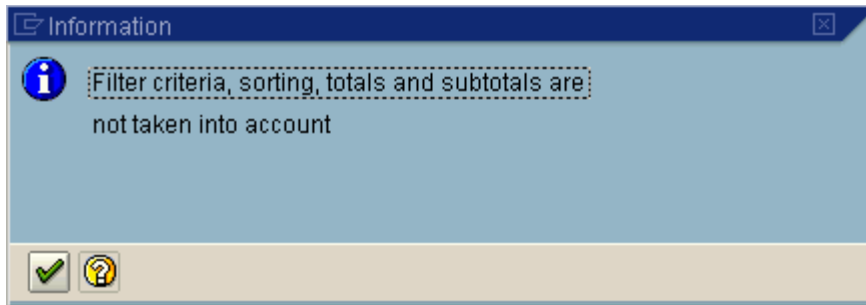 Information
Filter criteria, sorting, totals and subtotals are
not taken into account